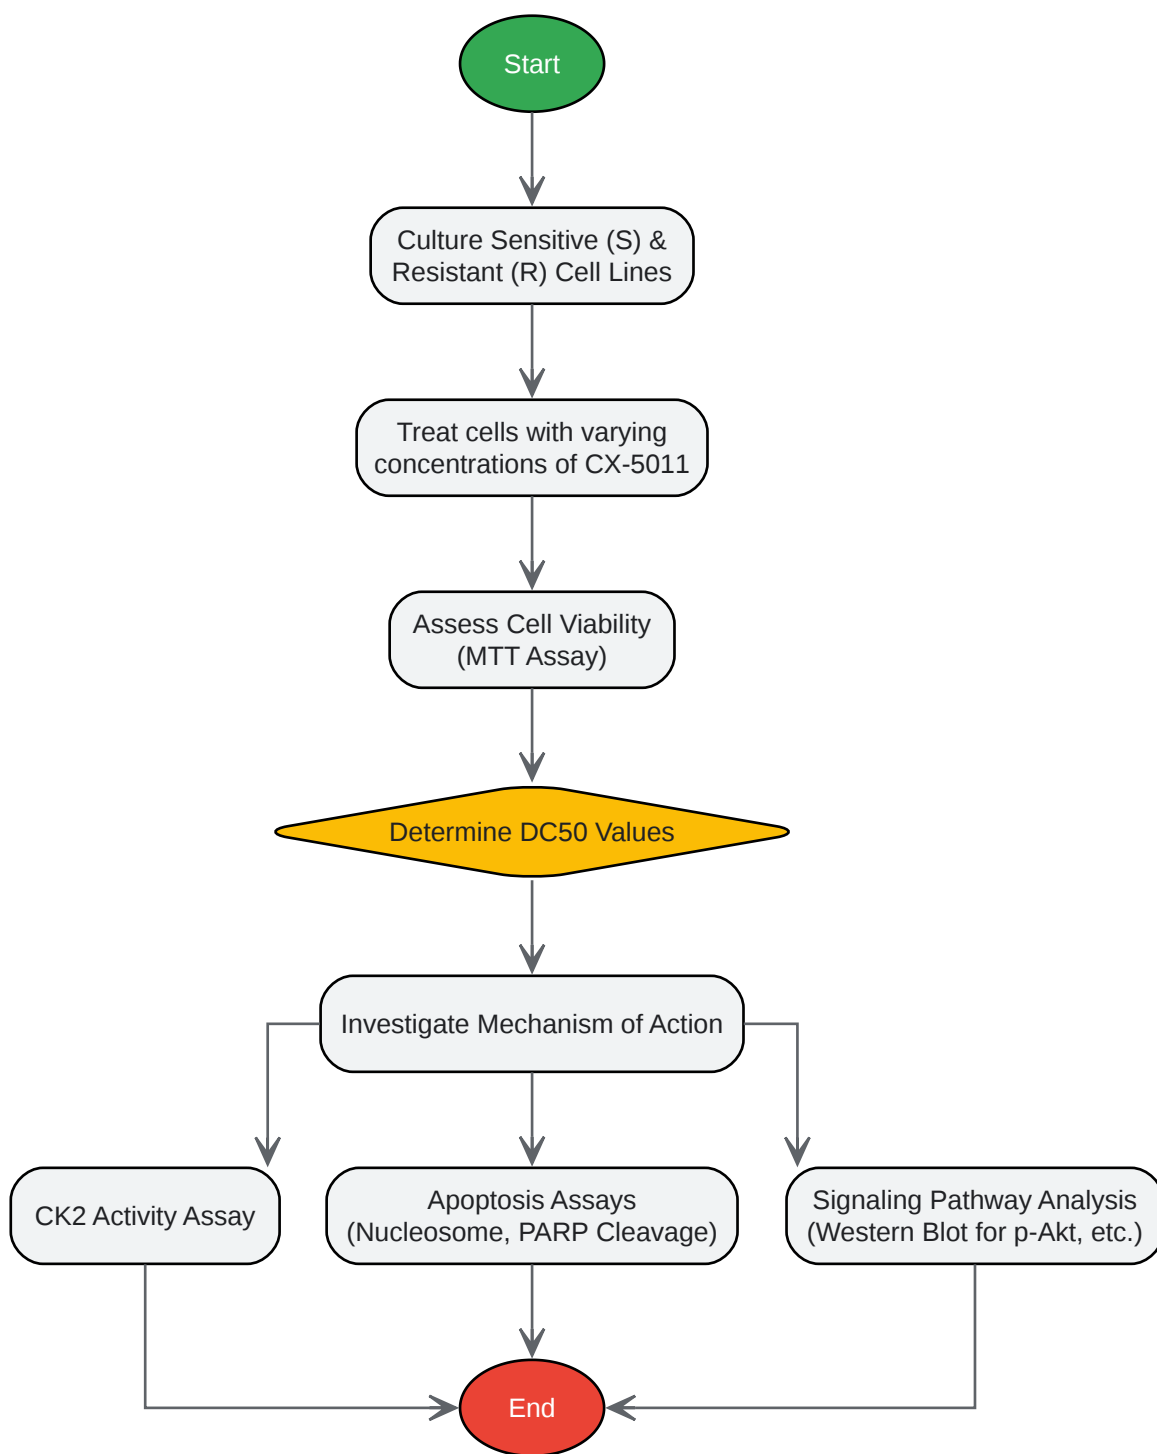 Start
Culture Sensitive (S) &
Resistant (R) Cell Lines
Treat cells with varying
concentrations of CX-5011
Assess Cell Viability
(MTT Assay)
Determine DC50 Values
Investigate Mechanism of Action
CK2 Activity Assay
Apoptosis Assays
(Nucleosome, PARP Cleavage)
Signaling Pathway Analysis
(Western Blot for p-Akt, etc.)
End